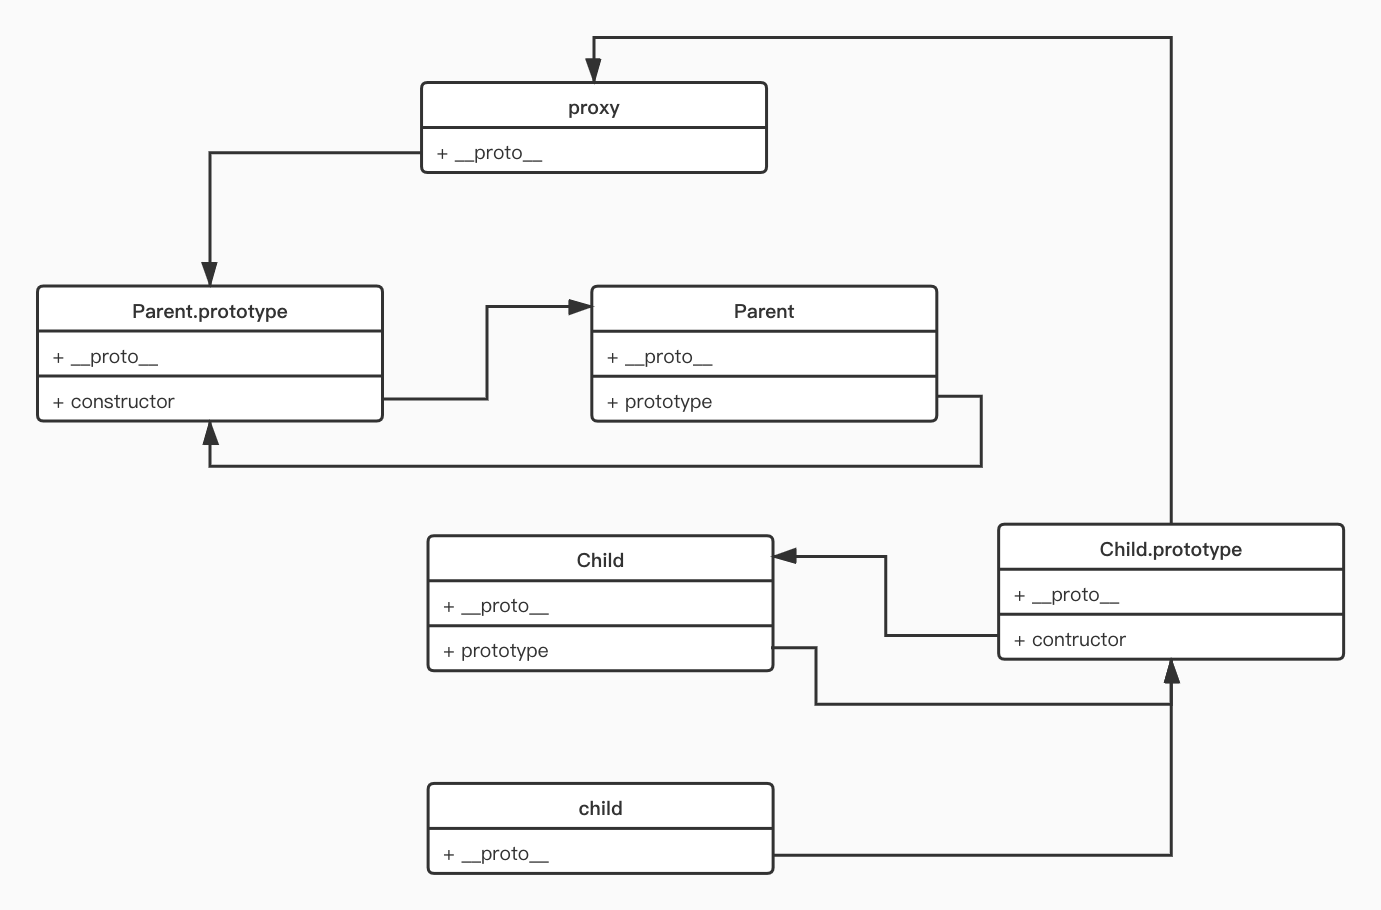 proxy
+ __proto__
Parent.prototype
+ __proto__
+ constructor
Parent
+ __proto__
+ prototype
Child
+ __proto__
+ prototype
Child.prototype
+ __proto__
+ contructor
child
+ __proto__